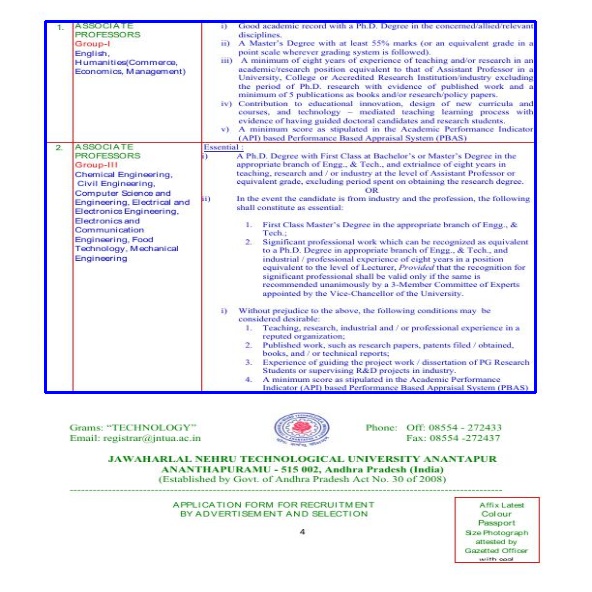 1. ASSOCIATE
PROFESSORS
Group-I
English,
Humanities(Commerce,
Economics, Management)
i) Good academic record with a Ph.D. Degree in the concerned/allied/relevant
disciplines.
ii) A Master's Degree with at least 55% marks (or an equivalent grade in a
point scale wherever grading system is followed).
iii) A minimum of eight years of experience of teaching and/or research in an
academic/research position equivalent to that of Assistant Professor in a
University, College or Accredited Research Institution/industry excluding
the period of Ph.D. research with evidence of published work and a
minimum of 5 publications as books and/or research/policy papers.
iv) Contribution to educational innovation, design of new curricula and
courses, and technology – mediated teaching learning process with
evidence of having guided doctoral candidates and research students.
v) A minimum score as stipulated in the Academic Performance Indicator
(API) based Performance Based Appraisal System (PBAS)
2. ASSOCIATE
PROFESSORS
Group-III
Chemical Engineering,
Civil Engineering,
Computer Science and
Engineering, Electrical and
Electronics Engineering,
Electronics and
Communication
Engineering, Food
Technology, Mechanical
Engineering
Essential :
i) A Ph.D. Degree with First Class at Bachelor's or Master's Degree in the
appropriate branch of Engg., & Tech., and extrialnce of eight years in
teaching, research and / or industry at the level of Assistant Professor or
equivalent grade, excluding period spent on obtaining the research degree.
OR
ii) In the event the candidate is from industry and the profession, the following
shall constitute as essential:
1. First Class Master's Degree in the appropriate branch of Engg., &
Tech.;
2. Significant professional work which can be recognized as equivalent
to a Ph.D. Degree in appropriate branch of Engg., & Tech., and
industrial / professional experience of eight years in a position
equivalent to the level of Lecturer, Provided that the recognition for
significant professional shall be valid only if the same is
recommended unanimously by a 3-Member Committee of Experts
appointed by the Vice-Chancellor of the University.
i) Without prejudice to the above, the following conditions may be
considered desirable:
1. Teaching, research, industrial and / or professional experience in a
reputed organization;
2. Published work, such as research papers, patents filed / obtained,
books, and / or technical reports;
3. Experience of guiding the project work / dissertation of PG Research
Students or supervising R&D projects in industry.
4. A minimum score as stipulated in the Academic Performance
Indicator (API) based Performance Based Appraisal System (PBAS)
Grams: "TECHNOLOGY" Phone: Off: 08554 - 272433
Email: registrar@jntua.ac.in Fax: 08554 -272437
JAWAHARLAL NEHRU TECHNOLOGICAL UNIVERSITY ANANTAPUR
ANANTHAPURAMU - 515 002, Andhra Pradesh (India)
(Established by Govt. of Andhra Pradesh Act No. 30 of 2008)
APPLICATION FORM FOR RECRUITMENT
BY ADVERTISEMENT AND SELECTION
4
Affix Latest
Colour
Passport
Size Photograph
attested by
Gazetted Officer
with seal